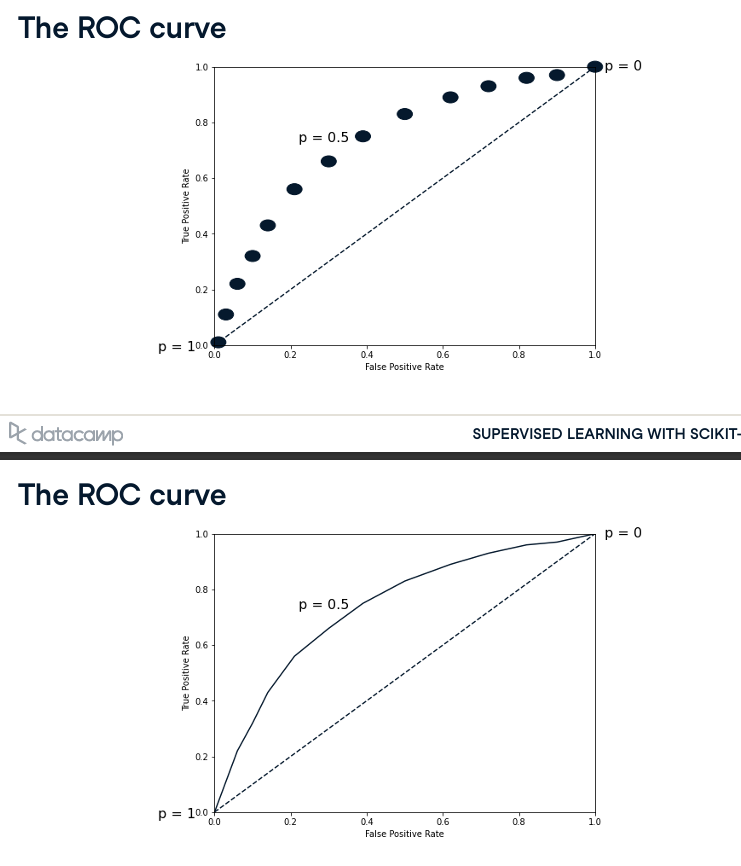 The ROC curve
p = 0
1.0
0.8
p = 0.5
0.6
True Positive Rate
0.4
0.2
p = 1
0.0
0.0 0.2 0.4 0.6 0.8 1.0
False Positive Rate
datacamp
SUPERVISED LEARNING WITH SCIKIT-
The ROC curve
p = 0
1.0
0.8
p = 0.5
0.6
True Positive Rate
0.4
0.2
p = 1
0.0
0.0 0.2 0.4 0.6 0.8 1.0
False Positive Rate